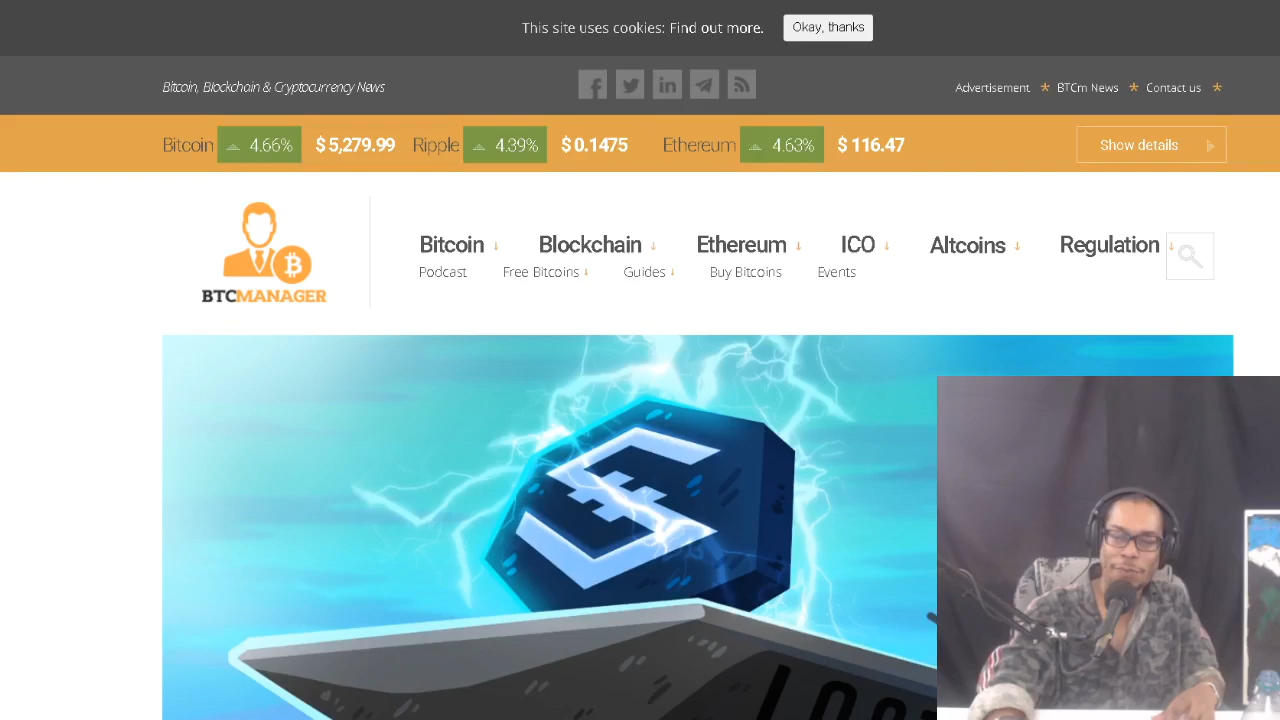 This site uses cookies: Find out more. Okay, thanks
Bitcoin, Blockchain & Cryptocurrency News
Advertisement * BTCm News * Contact us *
Bitcoin 4.66% $ 5,279.99 Ripple 4.39% $ 0.1475 Ethereum 4.63% $ 116.47 Show details
BTCMANAGER
Bitcoin ↓ Blockchain ↓ Ethereum ↓ ICO ↓ Altcoins ↓ Regulation ↓
Podcast Free Bitcoins ↓ Guides ↓ Buy Bitcoins Events